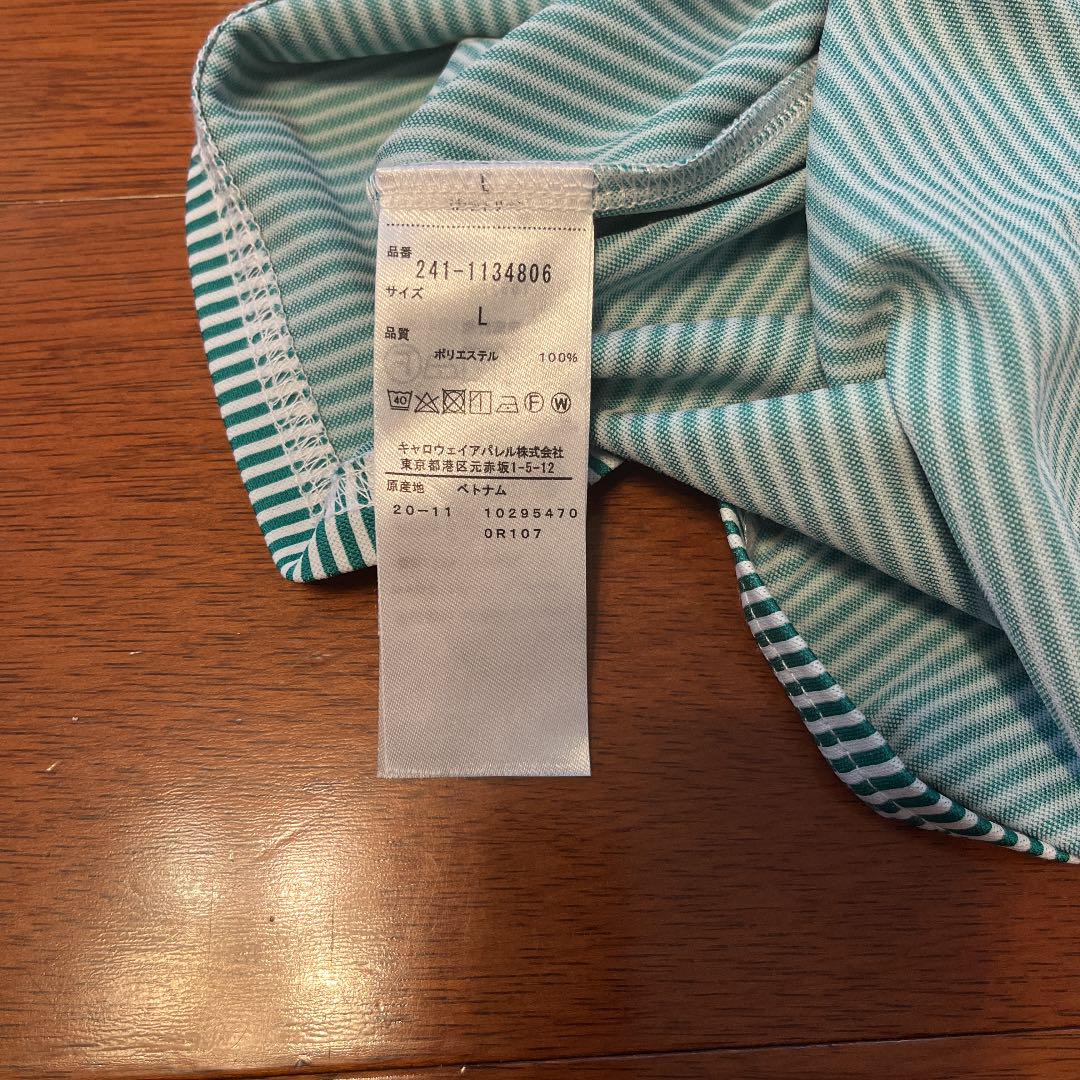 L
品番
241-1134806
サイズ
L
品質
ポリエステル 100%
40 F W
キャロウェイアパレル株式会社
東京都港区元赤坂1-5-12
原産地 ベトナム
20-11 10295470
0R107